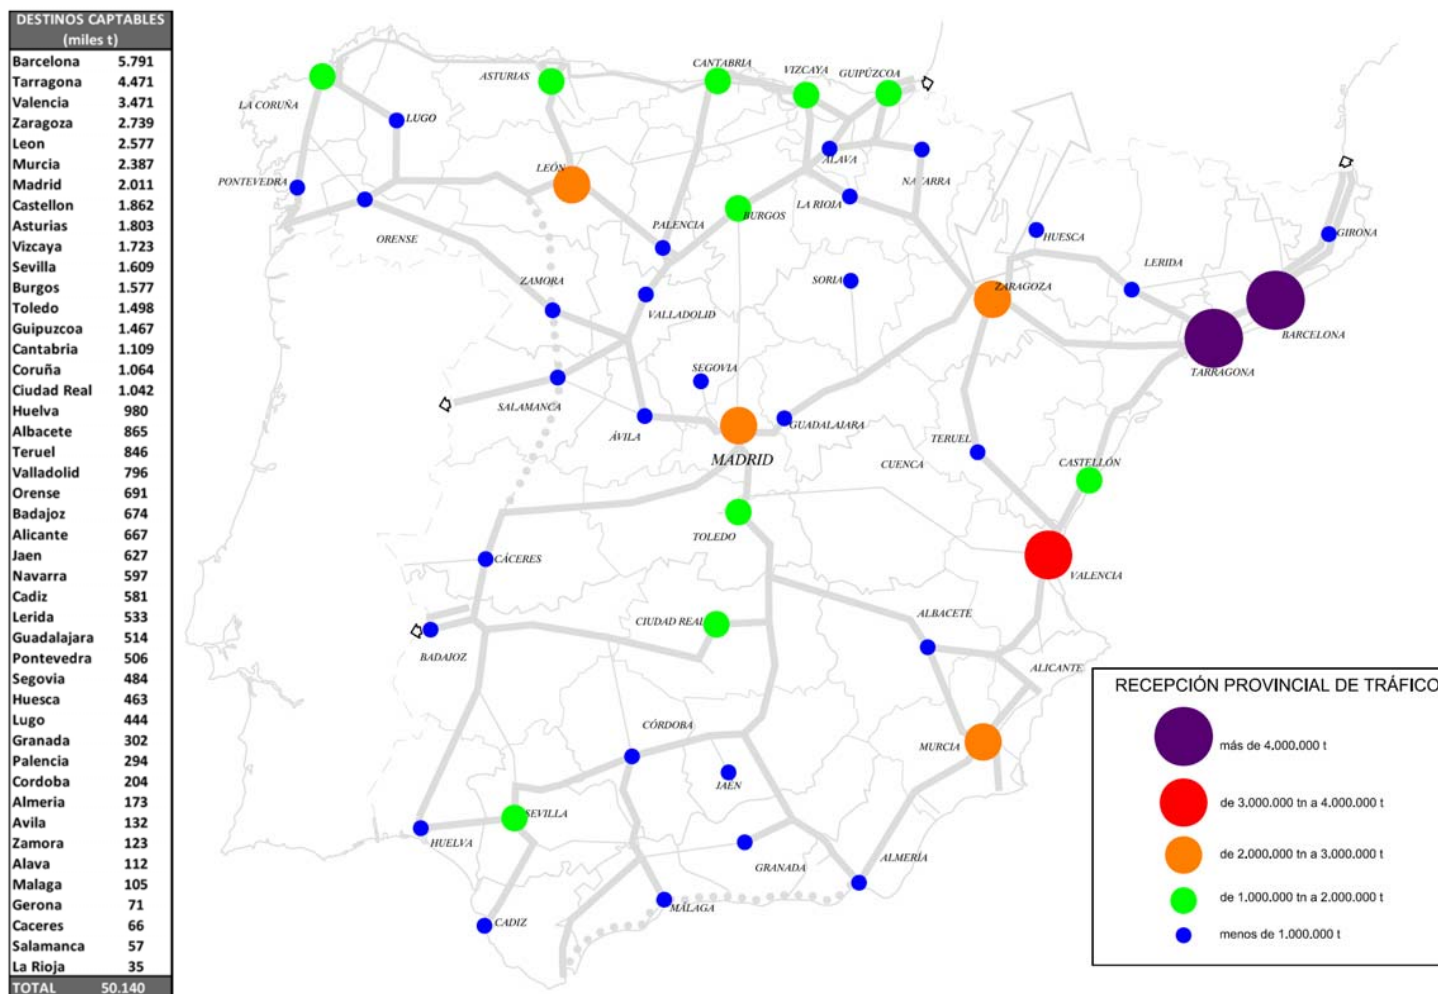 DESTINOS CAPTABLES
(miles t)
Barcelona 5.791
Tarragona 4.471
Valencia 3.471
Zaragoza 2.739
Leon 2.577
Murcia 2.387
Madrid 2.011
Castellon 1.862
Asturias 1.803
Vizcaya 1.723
Sevilla 1.609
Burgos 1.577
Toledo 1.498
Guipuzcoa 1.467
Cantabria 1.109
Coruña 1.064
Ciudad Real 1.042
Huelva 980
Albacete 865
Teruel 846
Valladolid 796
Orense 691
Badajoz 674
Alicante 667
Jaen 627
Navarra 597
Cadiz 581
Lerida 533
Guadalajara 514
Pontevedra 506
Segovia 484
Huesca 463
Lugo 444
Granada 302
Palencia 294
Cordoba 204
Almeria 173
Avila 132
Zamora 123
Alava 112
Malaga 105
Gerona 71
Caceres 66
Salamanca 57
La Rioja 35
TOTAL 50.140
CANTABRIA
VIZCAYA
GUIPÚZCOA
ASTURIAS
LA CORUÑA
LUGO
ALAVA
LEÓN
NAVARRA
PONTEVEDRA
LA RIOJA
BURGOS
PALENCIA
ORENSE
HUESCA
GIRONA
LERIDA
SORIA
ZAMORA
ZARAGOZA
VALLADOLID
BARCELONA
SEGOVIA
TARRAGONA
SALAMANCA
GUADALAJARA
ÁVILA
TERUEL
MADRID
CUENCA
CASTELLÓN
TOLEDO
CÁCERES
VALENCIA
ALBACETE
CIUDAD REAL
BADAJOZ
ALICANTE
CÓRDOBA
MURCIA
JAEN
SEVILLA
HUELVA
GRANADA
ALMERÍA
MÁLAGA
CADIZ
RECEPCIÓN PROVINCIAL DE TRÁFICO
más de 4.000.000 t
de 3.000.000 tn a 4.000.000 t
de 2.000.000 tn a 3.000.000 t
de 1.000.000 tn a 2.000.000 t
menos de 1.000.000 t